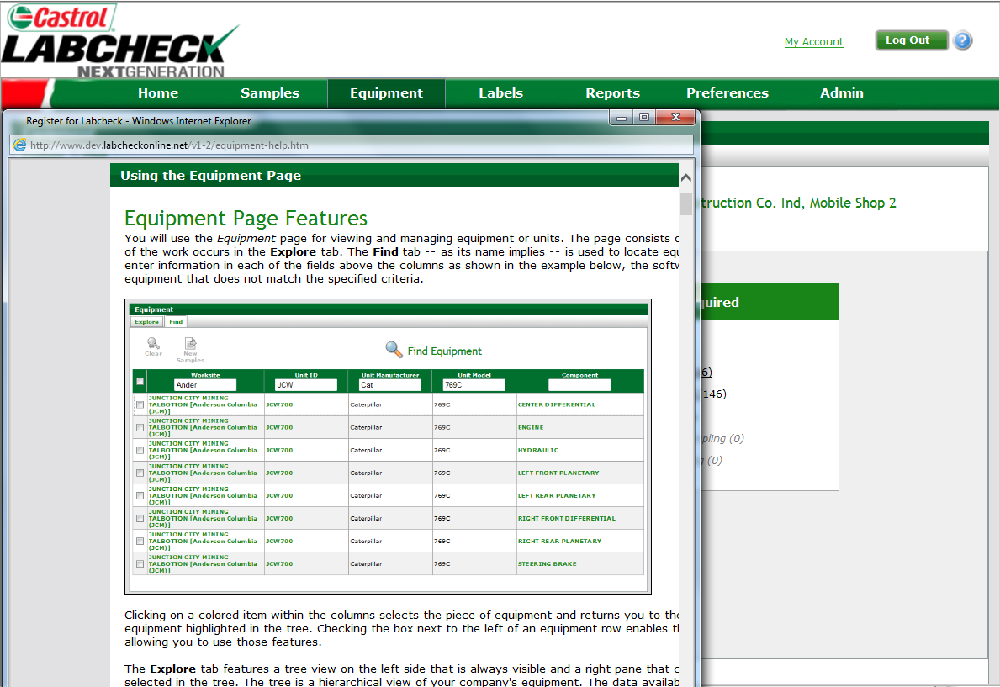 Castrol
LABCHECK
NEXTGENERATION
My Account
Log Out
?
Home Samples Equipment Labels Reports Preferences Admin
Register for Labcheck - Windows Internet Explorer
http://www.dev.labcheckonline.net/v1-2/equipment-help.htm
Using the Equipment Page
truction Co. Ind, Mobile Shop 2
Equipment Page Features
You will use the Equipment page for viewing and managing equipment or units. The page consists
of the work occurs in the Explore tab. The Find tab -- as its name implies -- is used to locate equ
enter information in each of the fields above the columns as shown in the example below, the softw
equipment that does not match the specified criteria.
quired
6)
146)
pling (0)
(0)
Equipment
Explore Find
Clear
New
Samples
Find Equipment
Worksite Unit ID Unit Manufacturer Unit Model Component
Ander JCW Cat 769C
JUNCTION CITY MINING
TALBOTTON [Anderson Columbia JCW700 Caterpillar 769C CENTER DIFFERENTIAL
(JCM)]
JUNCTION CITY MINING
TALBOTTON [Anderson Columbia JCW700 Caterpillar 769C ENGINE
(JCM)]
JUNCTION CITY MINING
TALBOTTON [Anderson Columbia JCW700 Caterpillar 769C HYDRAULIC
(JCM)]
JUNCTION CITY MINING
TALBOTTON [Anderson Columbia JCW700 Caterpillar 769C LEFT FRONT PLANETARY
(JCM)]
JUNCTION CITY MINING
TALBOTTON [Anderson Columbia JCW700 Caterpillar 769C LEFT REAR PLANETARY
(JCM)]
JUNCTION CITY MINING
TALBOTTON [Anderson Columbia JCW700 Caterpillar 769C RIGHT FRONT DIFFERENTIAL
(JCM)]
JUNCTION CITY MINING
TALBOTTON [Anderson Columbia JCW700 Caterpillar 769C RIGHT REAR PLANETARY
(JCM)]
JUNCTION CITY MINING
TALBOTTON [Anderson Columbia JCW700 Caterpillar 769C STEERING BRAKE
(JCM)]
Clicking on a colored item within the columns selects the piece of equipment and returns you to the
equipment highlighted in the tree. Checking the box next to the left of an equipment row enables th
allowing you to use those features.
The Explore tab features a tree view on the left side that is always visible and a right pane that c
selected in the tree. The tree is a hierarchical view of your company's equipment. The data availab